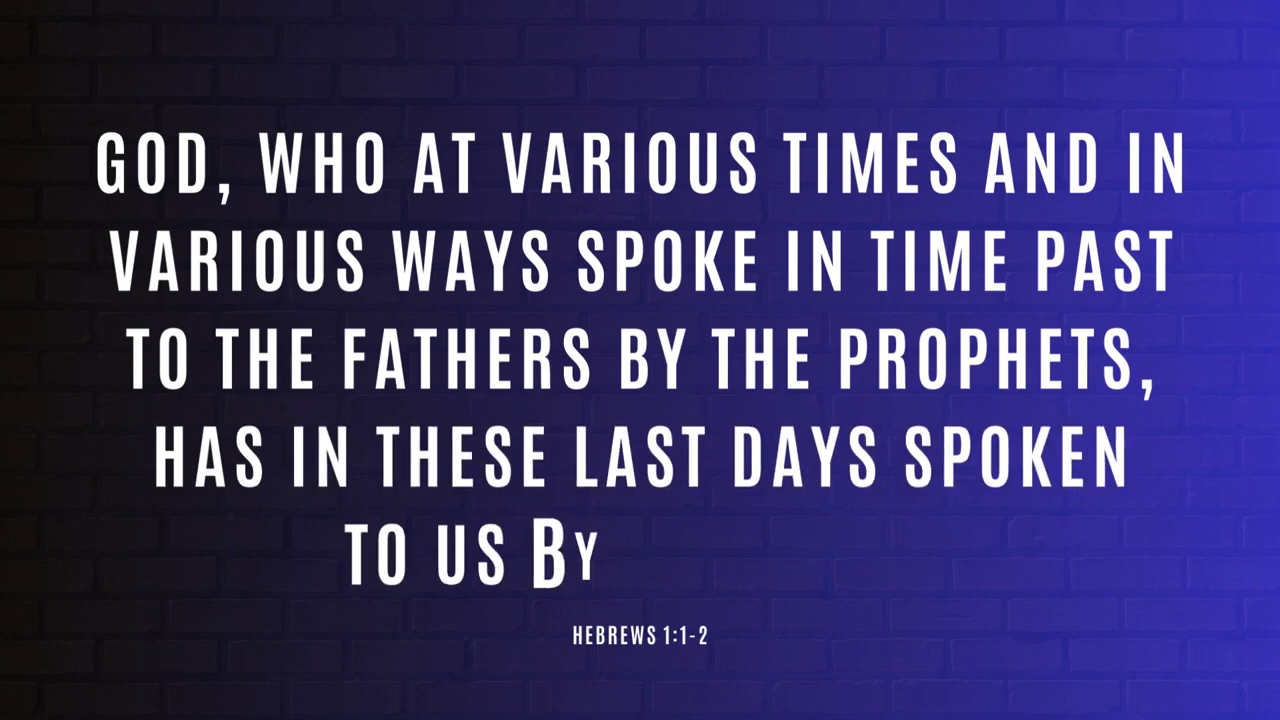 GOD, WHO AT VARIOUS TIMES AND IN
VARIOUS WAYS SPOKE IN TIME PAST
TO THE FATHERS BY THE PROPHETS,
HAS IN THESE LAST DAYS SPOKEN
TO US BY
HEBREWS 1:1-2